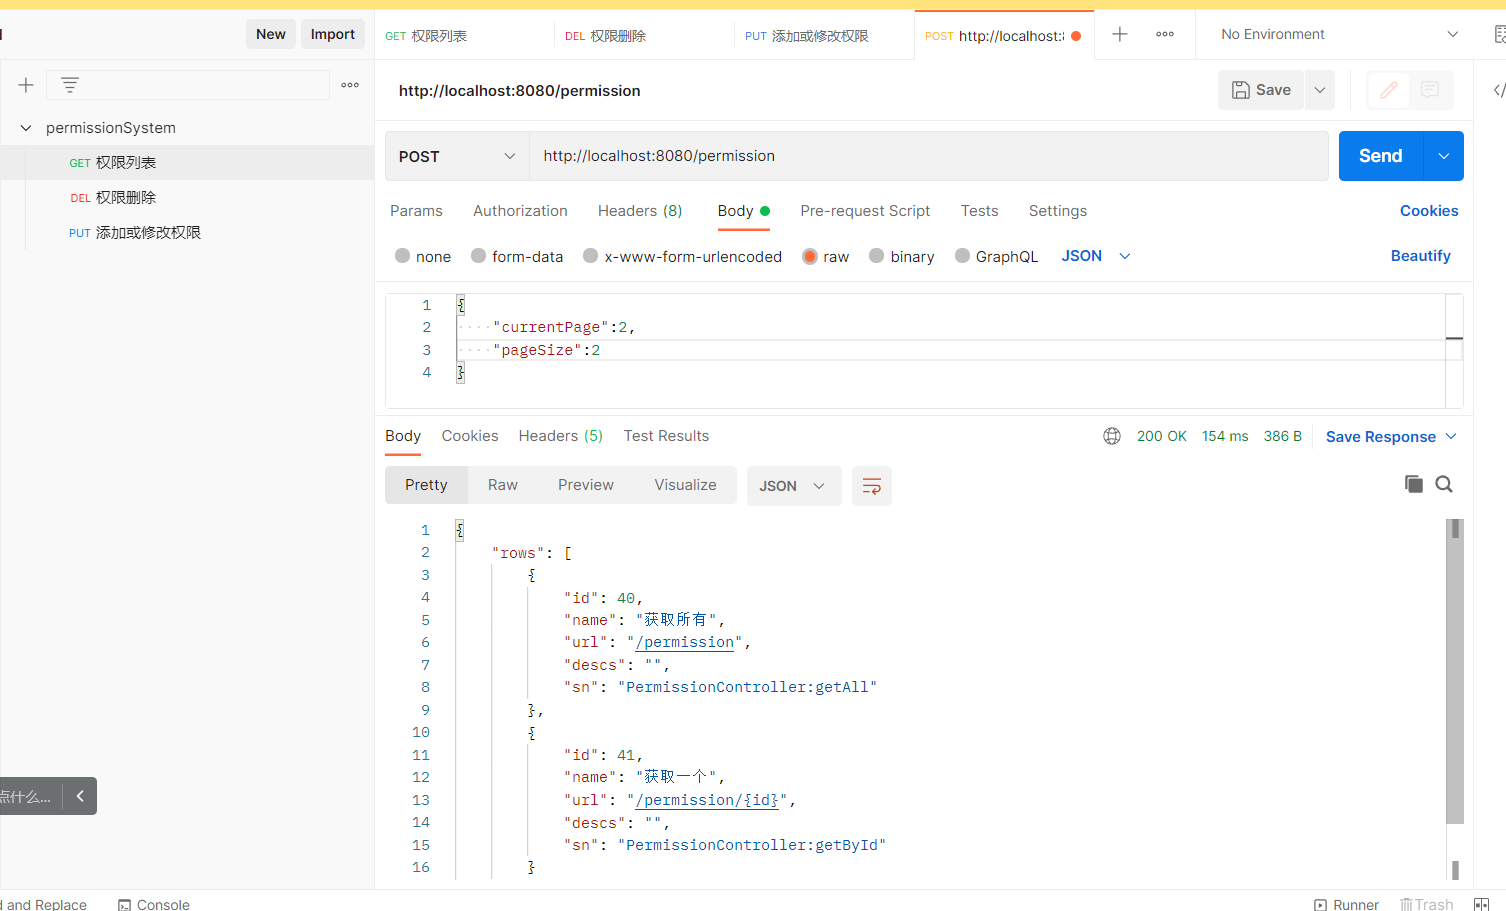 New
Import
GET 权限列表
DEL 权限删除
PUT 添加或修改权限
POST http://localhost:
No Environment
http://localhost:8080/permission
Save
permissionSystem
GET 权限列表
DEL 权限删除
PUT 添加或修改权限
POST
http://localhost:8080/permission
Send
Params
Authorization
Headers (8)
Body
Pre-request Script
Tests
Settings
Cookies
none
form-data
x-www-form-urlencoded
raw
binary
GraphQL
JSON
Beautify
1 {
2 "currentPage":2,
3 "pageSize":2
4 }
Body
Cookies
Headers (5)
Test Results
200 OK
154 ms
386 B
Save Response
Pretty
Raw
Preview
Visualize
JSON
1 {
2 "rows": [
3 {
4 "id": 40,
5 "name": "获取所有",
6 "url": "/permission",
7 "descs": "",
8 "sn": "PermissionController:getAll"
9 },
10 {
11 "id": 41,
12 "name": "获取一个",
13 "url": "/permission/{id}",
14 "descs": "",
15 "sn": "PermissionController:getById"
16 }
点什么...
d and Replace
Console
Runner
Trash